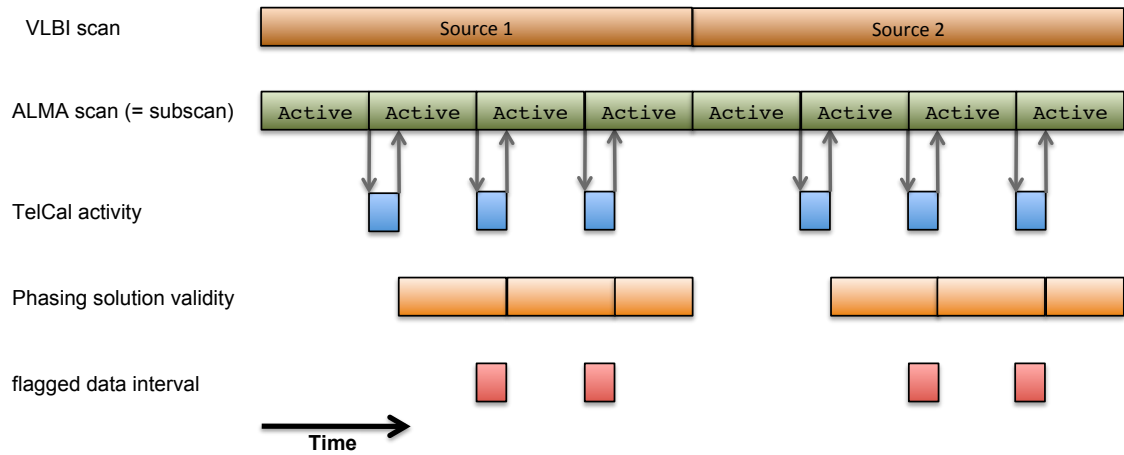 VLBI scan
Source 1
Source 2
ALMA scan (= subscan)
Active
Active
Active
Active
Active
Active
Active
Active
TelCal activity
Phasing solution validity
flagged data interval
Time